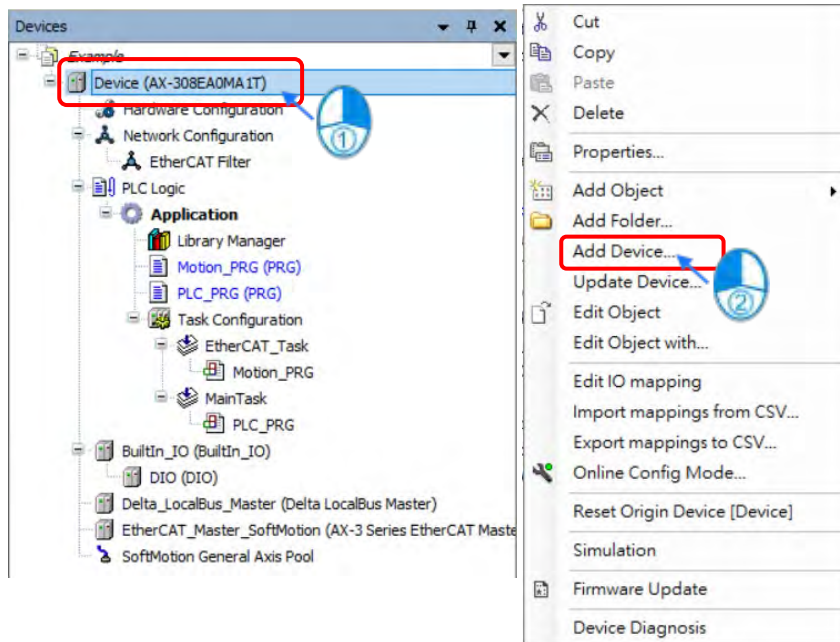 Devices
Example
Device (AX-308EA0MA1T)
Hardware Configuration
Network Configuration
EtherCAT Filter
PLC Logic
Application
Library Manager
Motion_PRG (PRG)
PLC_PRG (PRG)
Task Configuration
EtherCAT_Task
Motion_PRG
MainTask
PLC_PRG
BuiltIn_IO (BuiltIn_IO)
DIO (DIO)
Delta_LocalBus_Master (Delta LocalBus Master)
EtherCAT_Master_SoftMotion (AX-3 Series EtherCAT Maste
SoftMotion General Axis Pool
1
Cut
Copy
Paste
Delete
Properties...
Add Object
Add Folder...
Add Device...
Update Device...
2
Edit Object
Edit Object with...
Edit IO mapping
Import mappings from CSV...
Export mappings to CSV...
Online Config Mode...
Reset Origin Device [Device]
Simulation
Firmware Update
Device Diagnosis